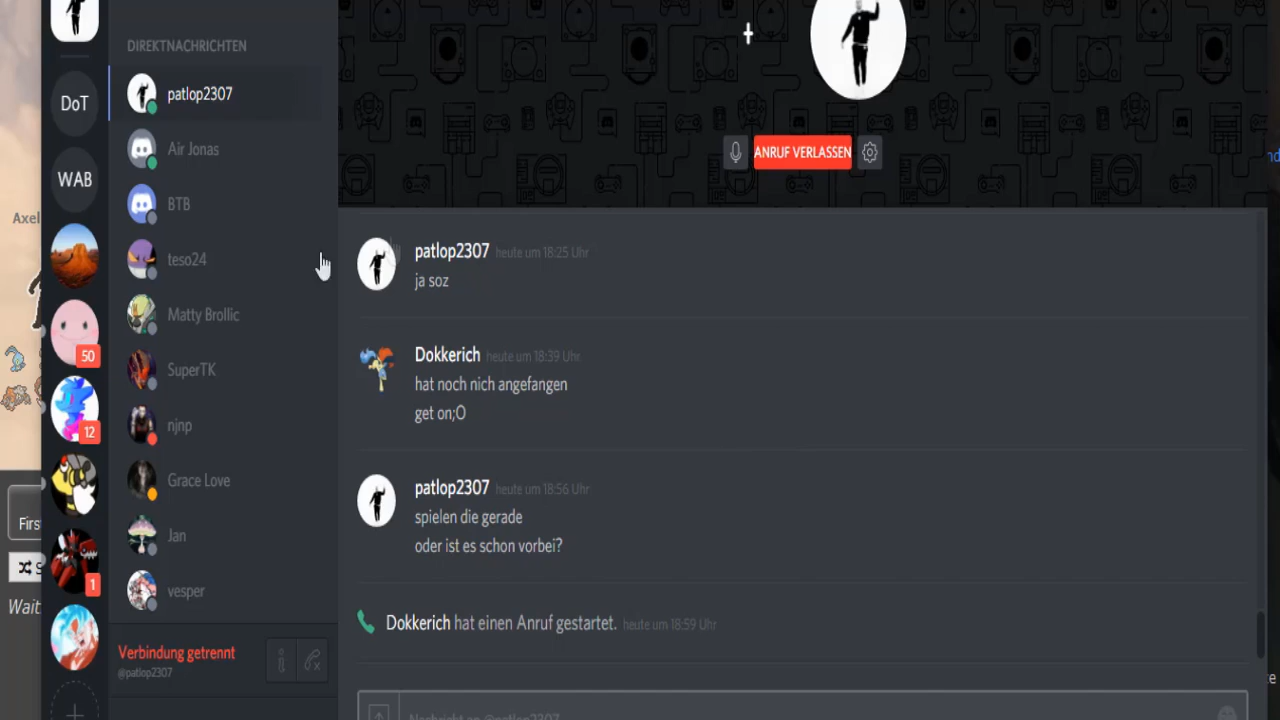 DIREKTNACHRICHTEN
patlop2307
Air Jonas
BTB
teso24
Matty Brollic
SuperTK
njnp
Grace Love
Jan
vesper
Verbindung getrennt
@patlop2307
DoT
WAB
50
12
1
Axel
Firs
Wait
ANRUF VERLASSEN
patlop2307 heute um 18:25 Uhr
ja soz
Dokkerich heute um 18:39 Uhr
hat noch nich angefangen
get on;O
patlop2307 heute um 18:56 Uhr
spielen die gerade
oder ist es schon vorbei?
Dokkerich hat einen Anruf gestartet. heute um 18:59 Uhr
Nachricht an @patlop2307